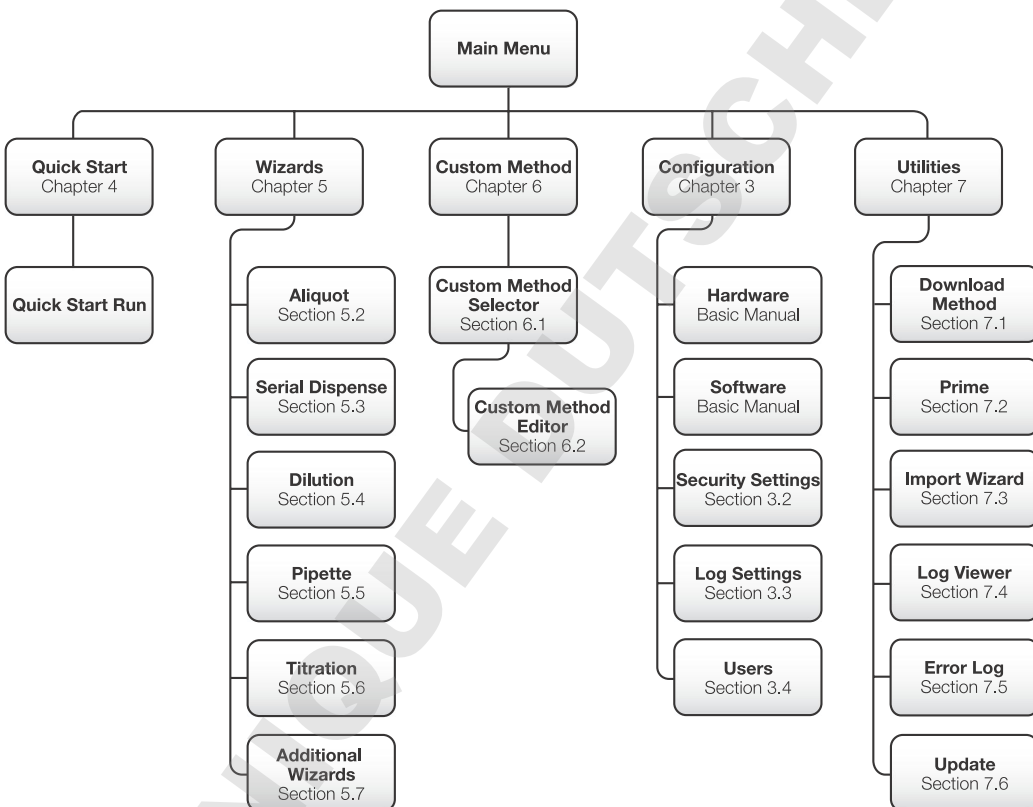 Main Menu
Quick Start
Chapter 4
Wizards
Chapter 5
Custom Method
Chapter 6
Configuration
Chapter 3
Utilities
Chapter 7
Quick Start Run
Aliquot
Section 5.2
Serial Dispense
Section 5.3
Dilution
Section 5.4
Pipette
Section 5.5
Titration
Section 5.6
Additional
Wizards
Section 5.7
Custom Method
Selector
Section 6.1
Custom Method
Editor
Section 6.2
Hardware
Basic Manual
Software
Basic Manual
Security Settings
Section 3.2
Log Settings
Section 3.3
Users
Section 3.4
Download
Method
Section 7.1
Prime
Section 7.2
Import Wizard
Section 7.3
Log Viewer
Section 7.4
Error Log
Section 7.5
Update
Section 7.6
NIQUE DUTSCHE